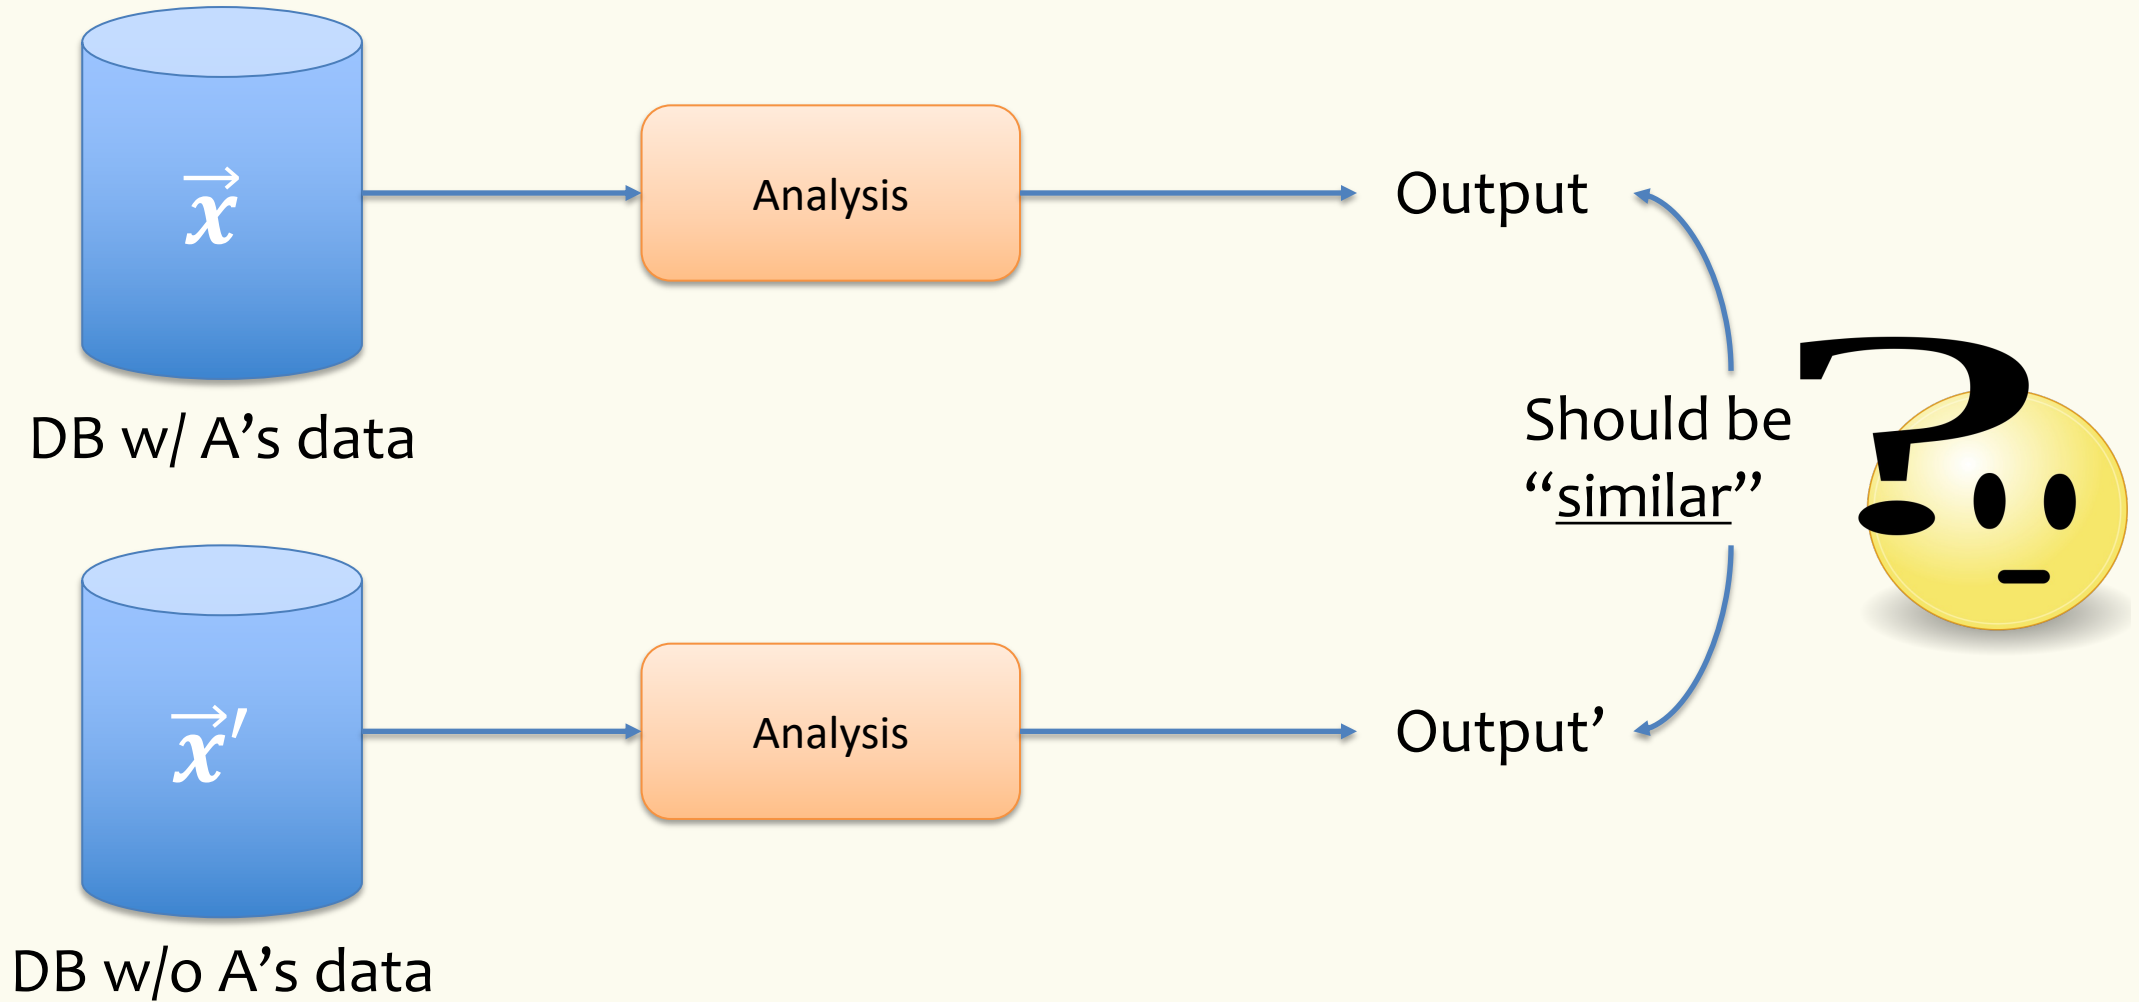 x⃗
Analysis
Output
DB w/ A’s data
Should be
“similar”
?
x⃗′
Analysis
Output’
DB w/o A’s data